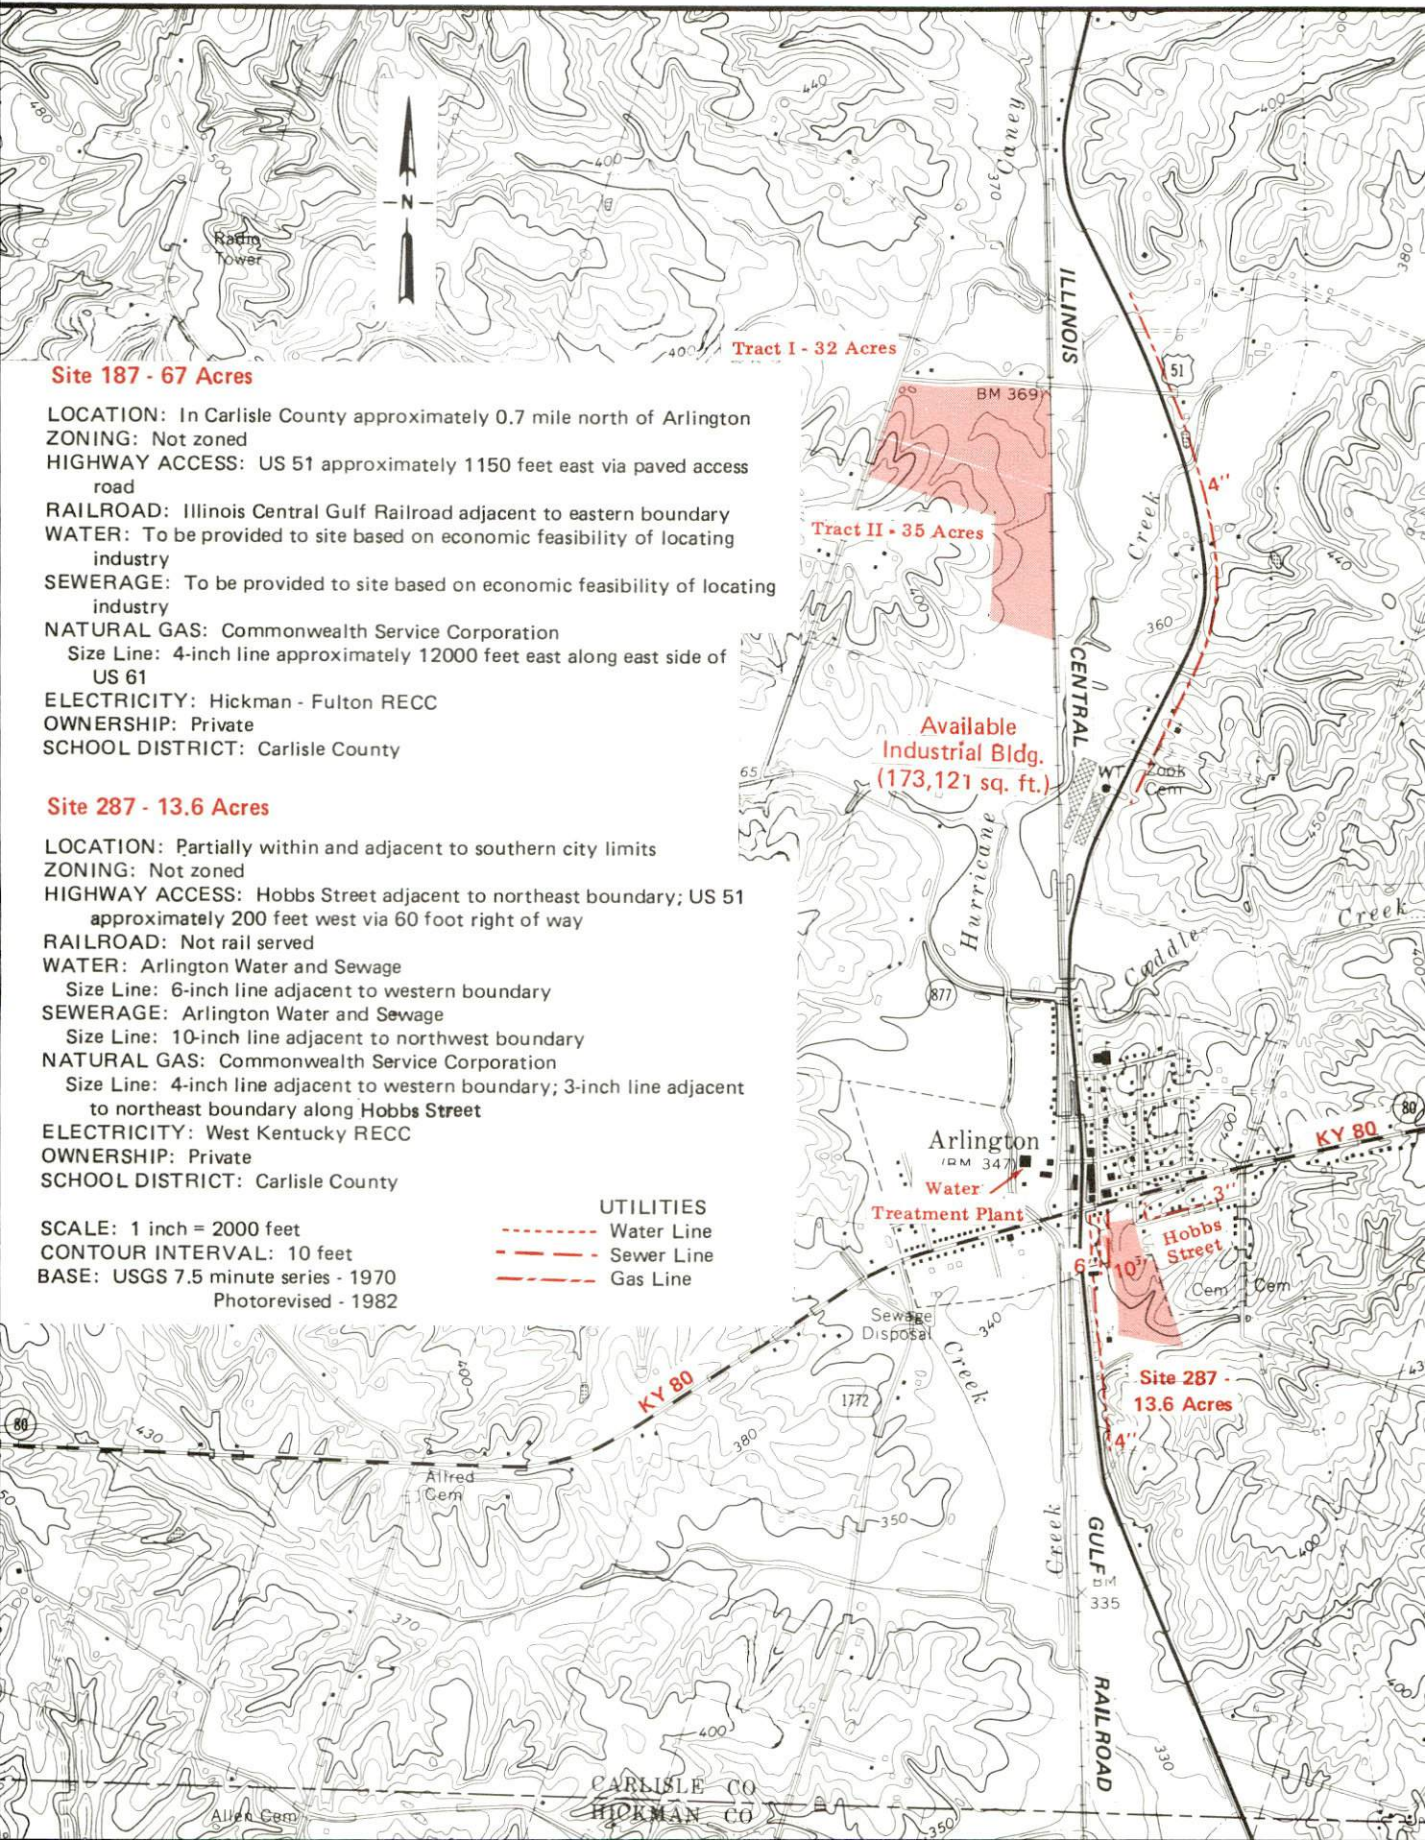 480
500
400
440
Caney
370
400
380
N
Radio
Tower
ILLINOIS
400
Tract I - 32 Acres
51
BM 369
Site 187 - 67 Acres
LOCATION: In Carlisle County approximately 0.7 mile north of Arlington
ZONING: Not zoned
HIGHWAY ACCESS: US 51 approximately 1150 feet east via paved access
road
RAILROAD: Illinois Central Gulf Railroad adjacent to eastern boundary
WATER: To be provided to site based on economic feasibility of locating
industry
SEWERAGE: To be provided to site based on economic feasibility of locating
industry
NATURAL GAS: Commonwealth Service Corporation
Size Line: 4-inch line approximately 12000 feet east along east side of
US 61
ELECTRICITY: Hickman - Fulton RECC
OWNERSHIP: Private
SCHOOL DISTRICT: Carlisle County
4"
Creek
Tract II - 35 Acres
440
400
360
CENTRAL
Available
Industrial Bldg.
(173,121 sq. ft.)
65
WT
Zook
Cem
450
Hurricane
Site 287 - 13.6 Acres
LOCATION: Partially within and adjacent to southern city limits
ZONING: Not zoned
HIGHWAY ACCESS: Hobbs Street adjacent to northeast boundary; US 51
approximately 200 feet west via 60 foot right of way
RAILROAD: Not rail served
WATER: Arlington Water and Sewage
Size Line: 6-inch line adjacent to western boundary
SEWERAGE: Arlington Water and Sewage
Size Line: 10-inch line adjacent to northwest boundary
NATURAL GAS: Commonwealth Service Corporation
Size Line: 4-inch line adjacent to western boundary; 3-inch line adjacent
to northeast boundary along Hobbs Street
ELECTRICITY: West Kentucky RECC
OWNERSHIP: Private
SCHOOL DISTRICT: Carlisle County
SCALE: 1 inch = 2000 feet
CONTOUR INTERVAL: 10 feet
BASE: USGS 7.5 minute series - 1970
Photorevised - 1982
UTILITIES
Water Line
Sewer Line
Gas Line
Creek
400
Caddle
877
80
KY 80
400
Arlington
BM 347
Water
Treatment Plant
3"
Hobbs
Street
6"
10"
Cem
Cem
Sewage
Disposal
340
Creek
Site 287 -
13.6 Acres
4"
KY 80
400
1772
80
430
380
Alfred
Cem
50
350
400
Creek
GULF
BM
335
370
RAILROAD
400
400
330
CARLISLE CO
HICKMAN CO
Allen Cem
350